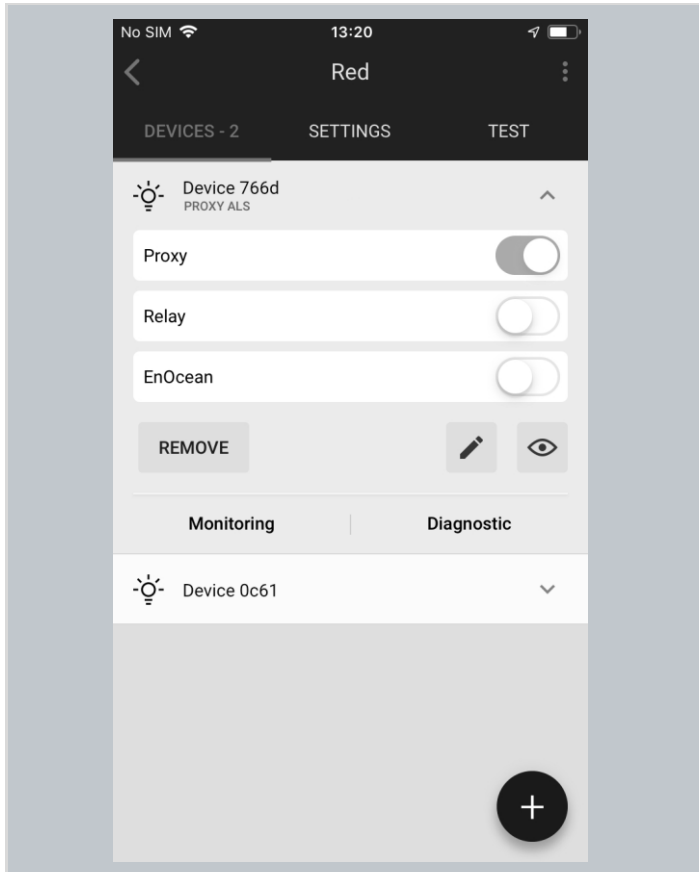 No SIM 13:20
Red
DEVICES - 2 SETTINGS TEST
Device 766d
PROXY ALS
Proxy
Relay
EnOcean
REMOVE
Monitoring Diagnostic
Device 0c61
+